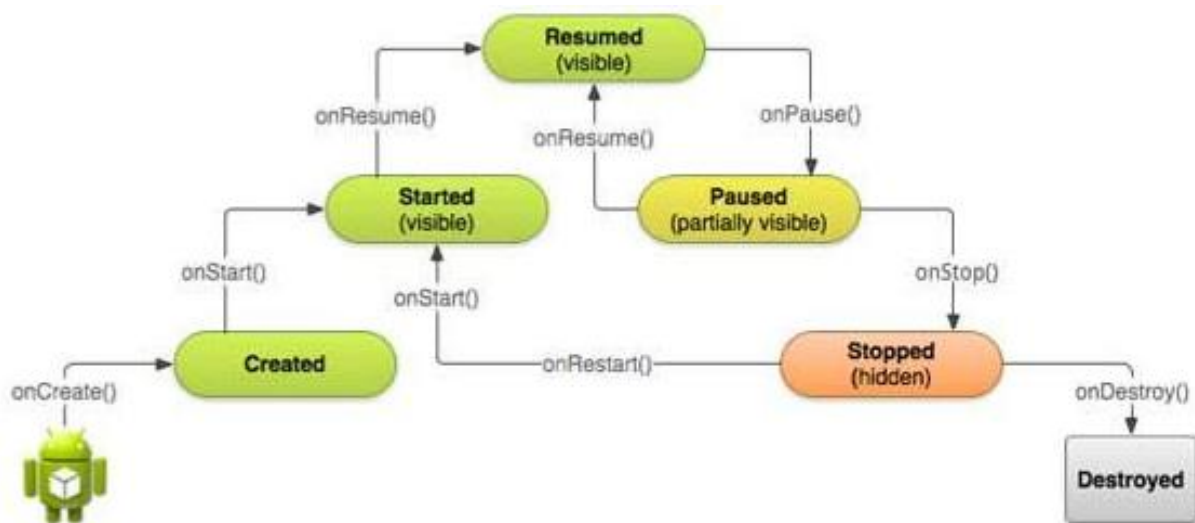 Resumed
(visible)
onResume()
onResume()
onPause()
Started
(visible)
Paused
(partially visible)
onStart()
onStart()
onStop()
Created
onRestart()
Stopped
(hidden)
onCreate()
onDestroy()
Destroyed